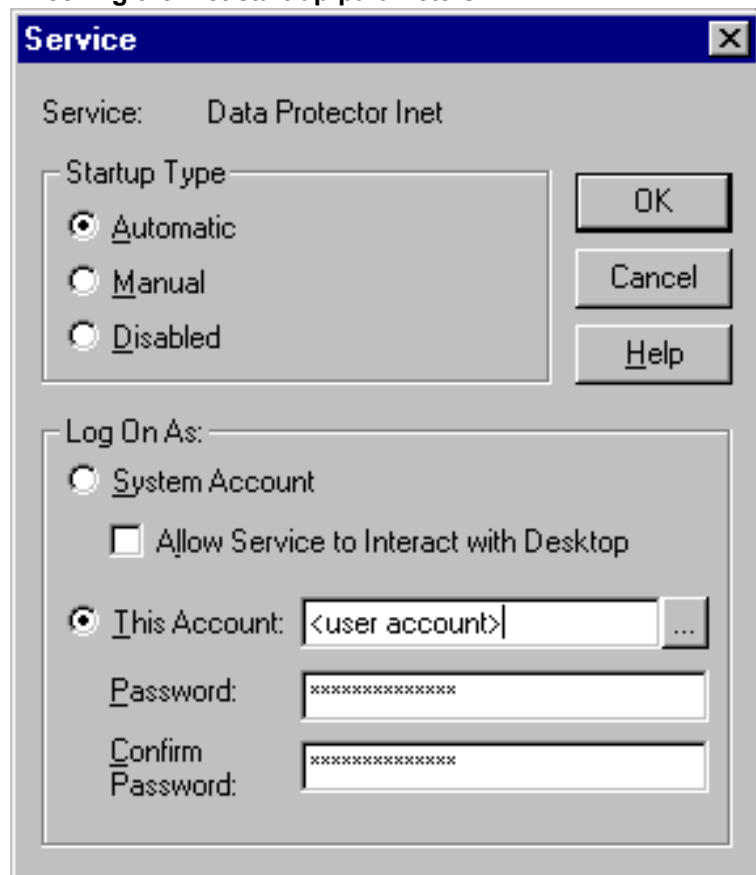 Service
Service: Data Protector Inet
Startup Type
Automatic
Manual
Disabled
OK
Cancel
Help
Log On As:
System Account
Allow Service to Interact with Desktop
This Account: <user account> ...
Password: **************
Confirm
Password: **************